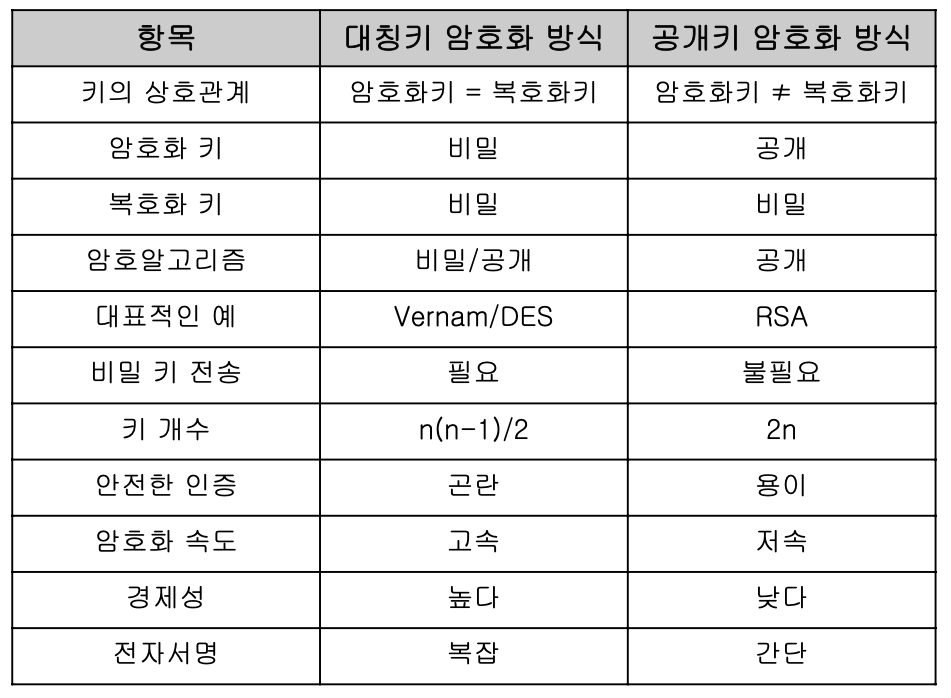 항목 대칭키 암호화 방식 공개키 암호화 방식
키의 상호관계 암호화키 = 복호화키 암호화키 ≠ 복호화키
암호화 키 비밀 공개
복호화 키 비밀 비밀
암호알고리즘 비밀/공개 공개
대표적인 예 Vernam/DES RSA
비밀 키 전송 필요 불필요
키 개수 n(n-1)/2 2n
안전한 인증 곤란 용이
암호화 속도 고속 저속
경제성 높다 낮다
전자서명 복잡 간단